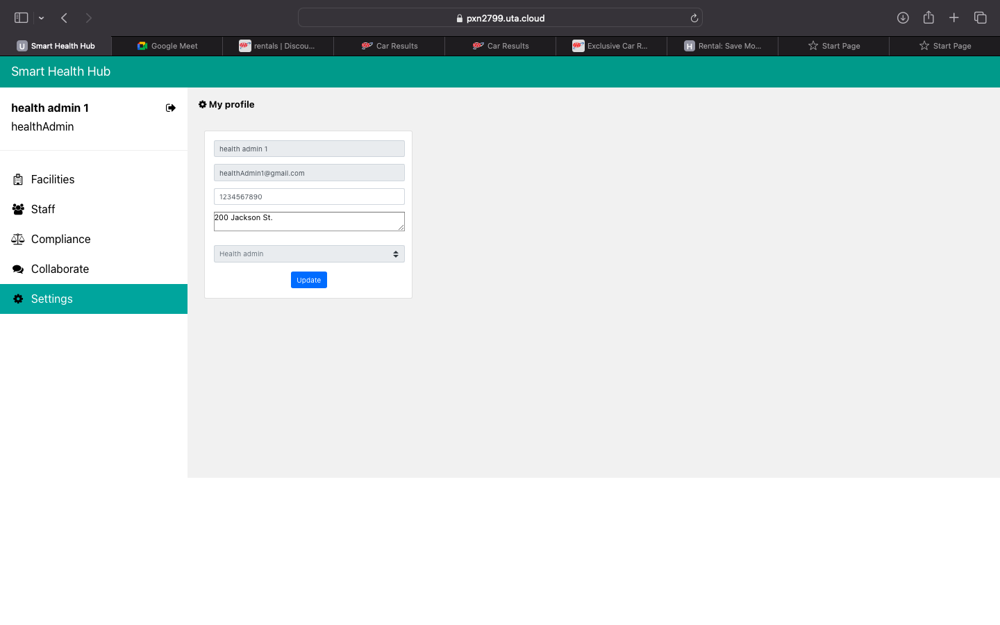 pxn2799.uta.cloud
U Smart Health Hub
Google Meet
rentals | Discou...
Car Results
Car Results
Exclusive Car R...
H Rental: Save Mo...
Start Page
Start Page
Smart Health Hub
health admin 1
healthAdmin
Facilities
Staff
Compliance
Collaborate
Settings
My profile
health admin 1
healthAdmin1@gmail.com
1234567890
200 Jackson St.
Health admin
Update